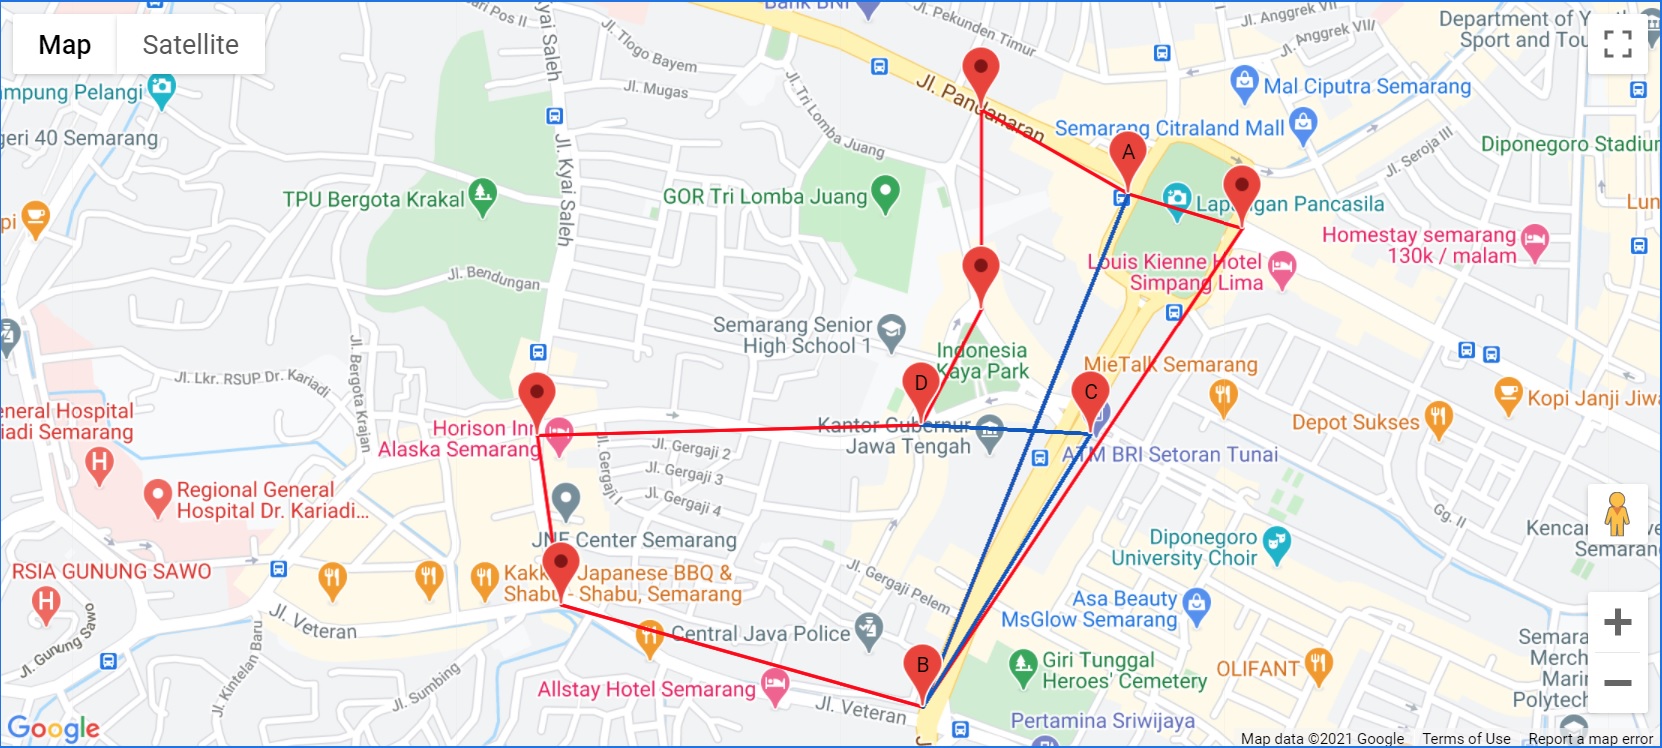 Map
Satellite
Bank BNI
Jl. Pekunden Timur
Jl. Anggrek VII
Jl. Anggrek VIII
Department of Y
Sport and Tou
ari Pos II
Jl. Tlogo Bayem
Kyai Saleh
Jl. Mugas
Jl. Tri Lomba Juang
Jl. Pandanaran
Mal Ciputra Semarang
ampung Pelangi
geri 40 Semarang
Semarang Citraland Mall
A
Jl. Seroja III
Diponegoro Stadiur
Jl. Kyai Saleh
TPU Bergota Krakal
GOR Tri Lomba Juang
Lapangan Pancasila
Lun
pi
Homestay semarang
130k / malam
Louis Kienne Hotel
Simpang Lima
Jl. Bendungan
Semarang Senior
High School 1
Indonesia
Kaya Park
MieTalk Semarang
Jl. Lkr. RSUP Dr. Kariadi
Jl. Bergota Krajan
D
C
Kopi Janji Jiwa
Depot Sukses
eneral Hospital
iadi Semarang
Horison Inn
Alaska Semarang
Kantor Gubernur
Jawa Tengah
ATM BRI Setoran Tunai
Jl. Gergaji 2
Jl. Gergaji 3
Jl. Gergaji 4
Jl. Gergaji I
H
Regional General
Hospital Dr. Kariadi...
Gg. II
Kencan
Semarang
JNE Center Semarang
Diponegoro
University Choir
RSIA GUNUNG SAWO
H
Kakk Japanese BBQ &
Shabu - Shabu, Semarang
Jl. Gergaji Pelem
Asa Beauty
MsGlow Semarang
Jl. Veteran
Central Java Police
B
Jl. Gunung Sawo
Jl. Kintelan Baru
Jl. Sumbing
Allstay Hotel Semarang
Jl. Veteran
Giri Tunggal
Heroes' Cemetery
OLIFANT
Semara
Merch
Marin
Polytech
Pertamina Sriwijaya
Google
Map data ©2021 Google
Terms of Use
Report a map error